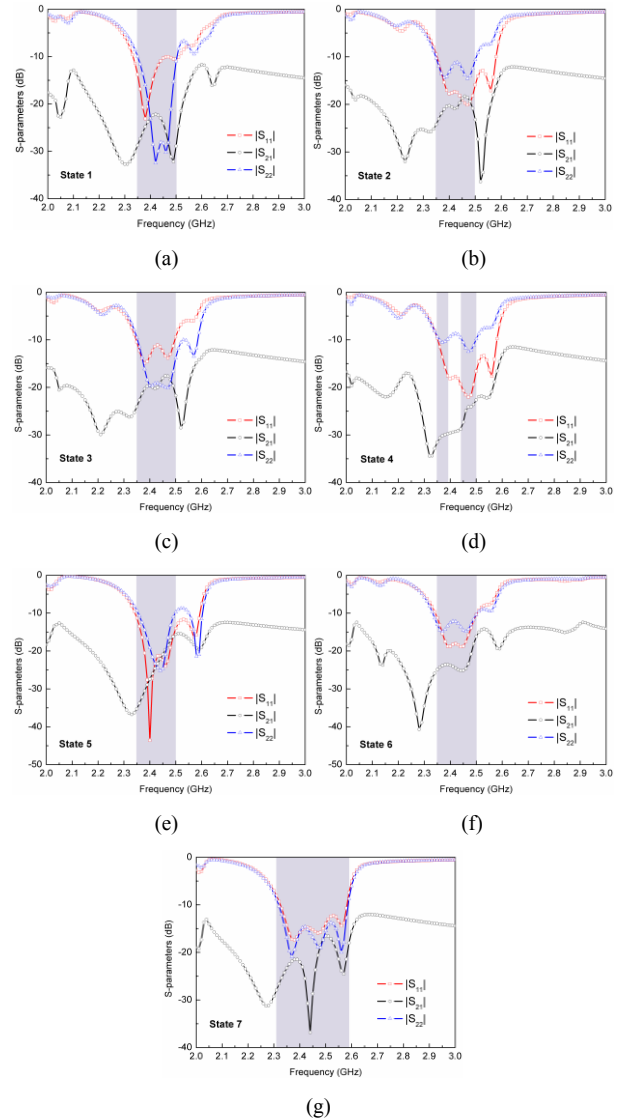 0
-10
-20
-30
-40
S-parameters (dB)
|S11|
|S21|
|S22|
State 1
2.0 2.1 2.2 2.3 2.4 2.5 2.6 2.7 2.8 2.9 3.0
Frequency (GHz)
(a)
0
-10
-20
-30
-40
S-parameters (dB)
|S11|
|S21|
|S22|
State 2
2.0 2.1 2.2 2.3 2.4 2.5 2.6 2.7 2.8 2.9 3.0
Frequency (GHz)
(b)
0
-10
-20
-30
-40
S-parameters (dB)
|S11|
|S21|
|S22|
State 3
2.0 2.1 2.2 2.3 2.4 2.5 2.6 2.7 2.8 2.9 3.0
Frequency (GHz)
(c)
0
-10
-20
-30
-40
S-parameters (dB)
|S11|
|S21|
|S22|
State 4
2.0 2.1 2.2 2.3 2.4 2.5 2.6 2.7 2.8 2.9 3.0
Frequency (GHz)
(d)
0
-10
-20
-30
-40
-50
S-parameters (dB)
|S11|
|S21|
|S22|
State 5
2.0 2.1 2.2 2.3 2.4 2.5 2.6 2.7 2.8 2.9 3.0
Frequency (GHz)
(e)
0
-10
-20
-30
-40
-50
S-parameters (dB)
|S11|
|S21|
|S22|
State 6
2.0 2.1 2.2 2.3 2.4 2.5 2.6 2.7 2.8 2.9 3.0
Frequency (GHz)
(f)
0
-10
-20
-30
-40
S-parameters (dB)
|S11|
|S21|
|S22|
State 7
2.0 2.1 2.2 2.3 2.4 2.5 2.6 2.7 2.8 2.9 3.0
Frequency (GHz)
(g)